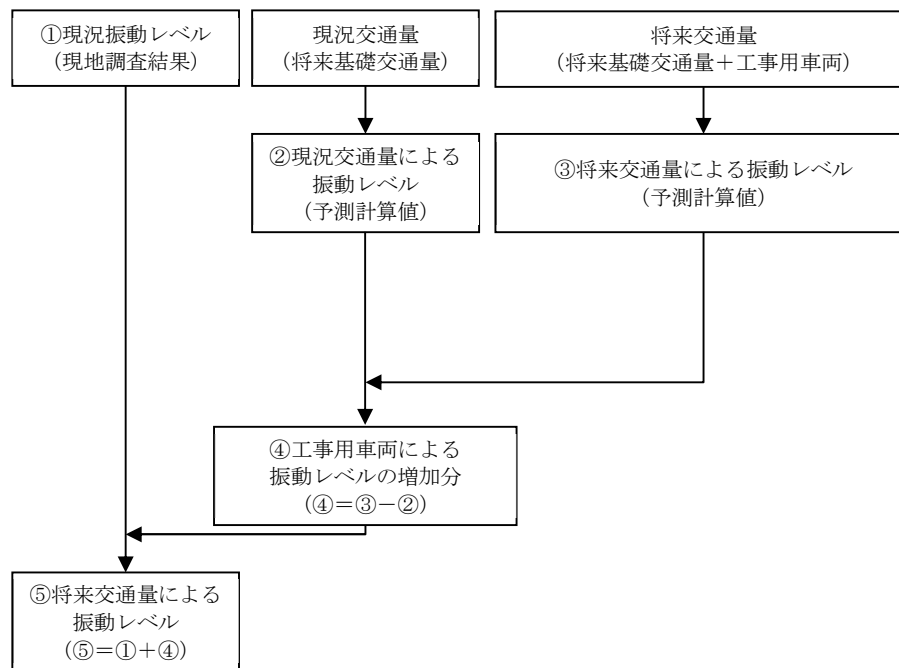 ①現況振動レベル
（現地調査結果）
現況交通量
（将来基礎交通量）
将来交通量
（将来基礎交通量＋工事用車両）
②現況交通量による
振動レベル
（予測計算値）
③将来交通量による振動レベル
（予測計算値）
④工事用車両による
振動レベルの増加分
（④＝③－②）
⑤将来交通量による
振動レベル
（⑤＝①＋④）